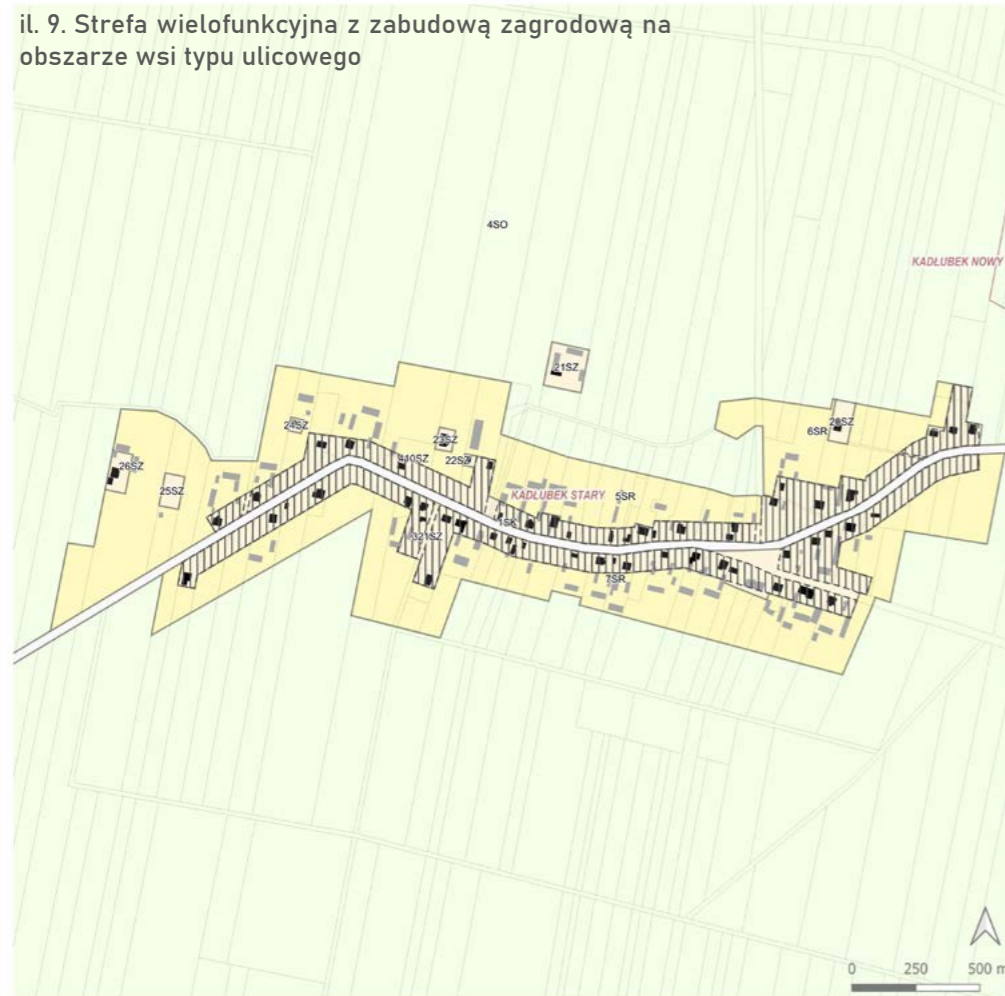 il. 9. Strefa wielofunkcyjna z zabudową zagrodową na
obszarze wsi typu ulicowego
4SO
KADŁUBEK NOWY
21SZ
24SZ
23SZ
6SR
26SZ
22SZ
25SZ
KADŁUBEK STARY
5SR
7SR
0 250 500 m